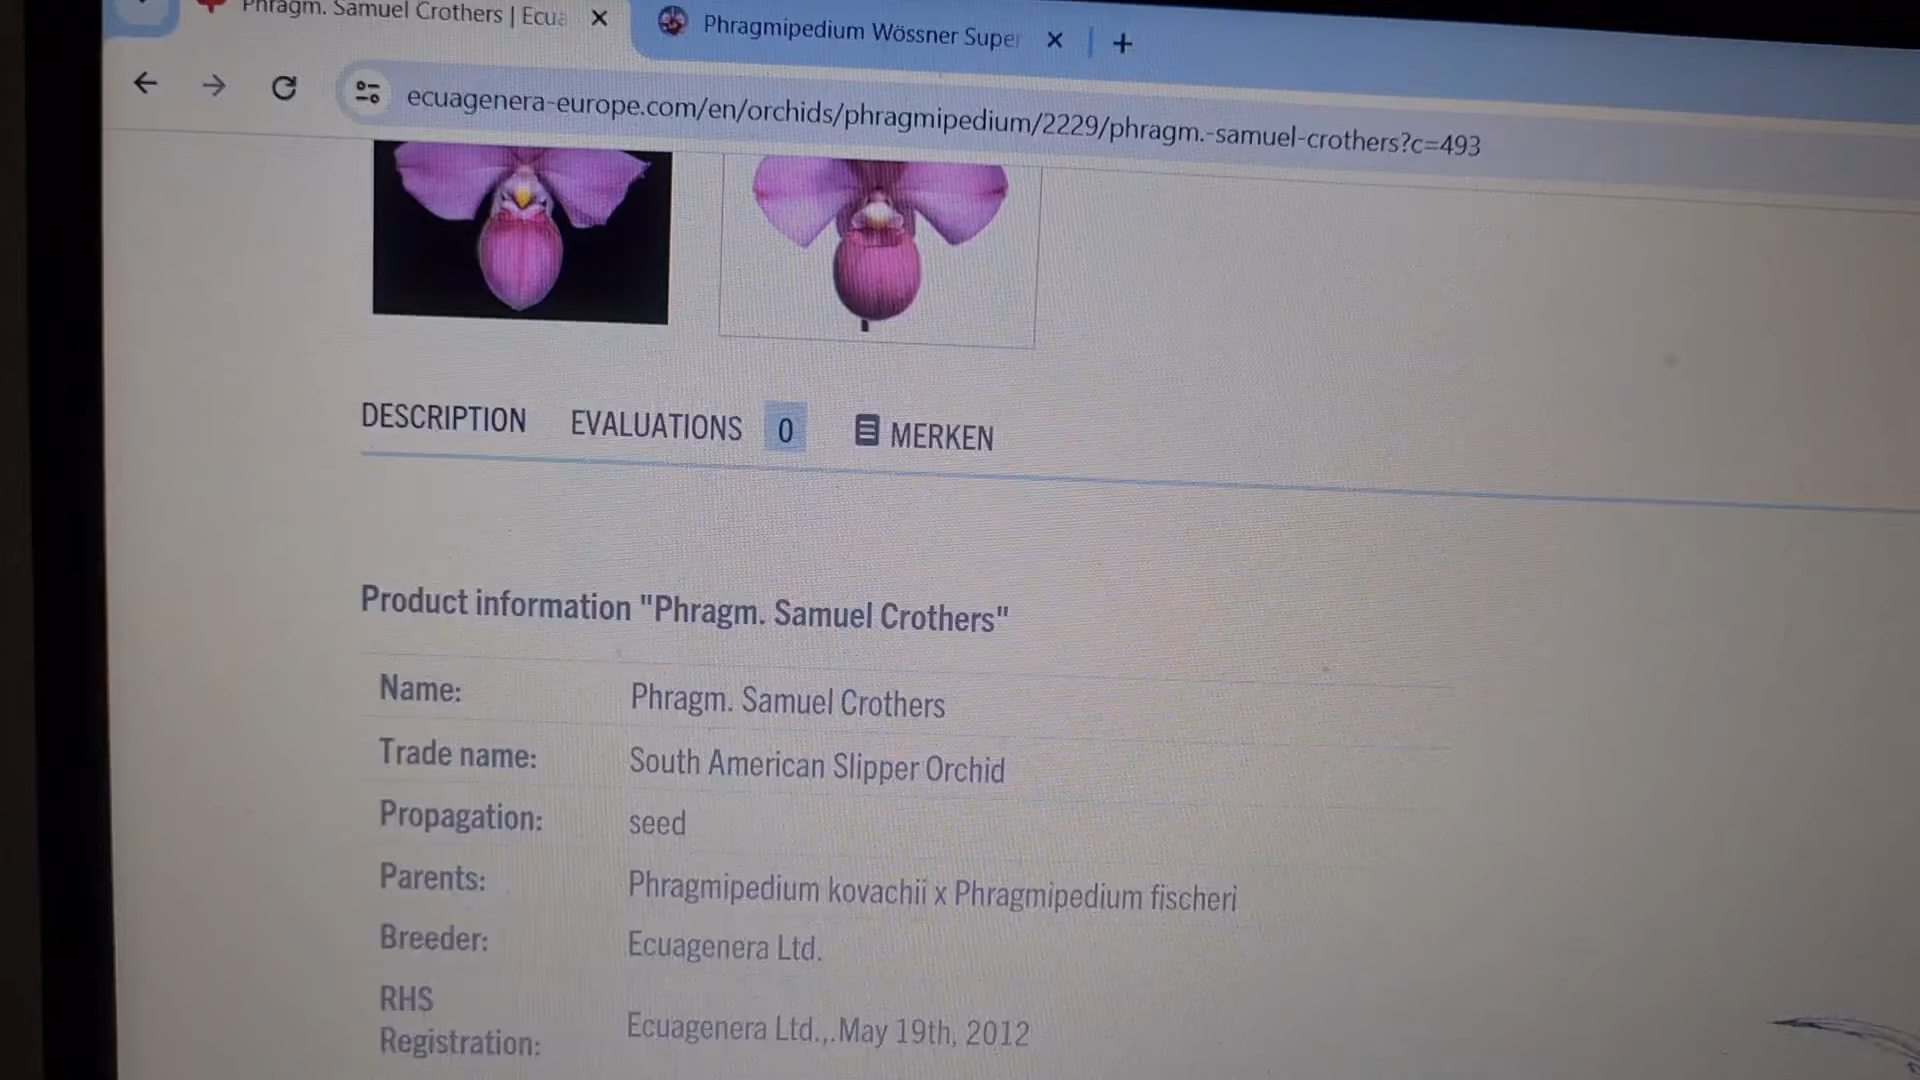 Phragm. Samuel Crothers | Ecua
Phragmipedium Wössner Super
ecuagenera-europe.com/en/orchids/phragmipedium/2229/phragm.-samuel-crothers?c=493
DESCRIPTION EVALUATIONS 0 MERKEN
Product information "Phragm. Samuel Crothers"
Name: Phragm. Samuel Crothers
Trade name: South American Slipper Orchid
Propagation: seed
Parents: Phragmipedium kovachii x Phragmipedium fischeri
Breeder: Ecuagenera Ltd.
RHS
Registration: Ecuagenera Ltd.,.May 19th, 2012